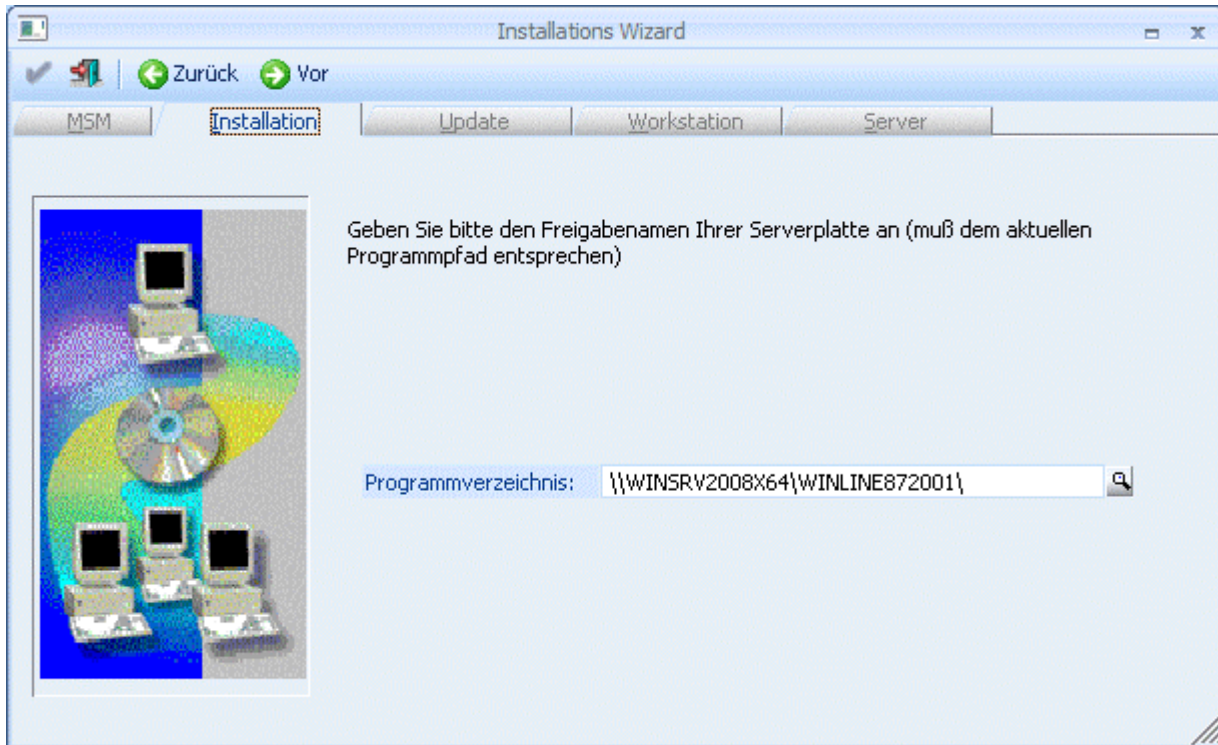 Installations Wizard
Zurück Vor
MSM Installation Update Workstation Server
Geben Sie bitte den Freigabenamen Ihrer Serverplatte an (muß dem aktuellen
Programmpfad entsprechen)
Programmverzeichnis: \\WINSRV2008X64\WINLINE872001\